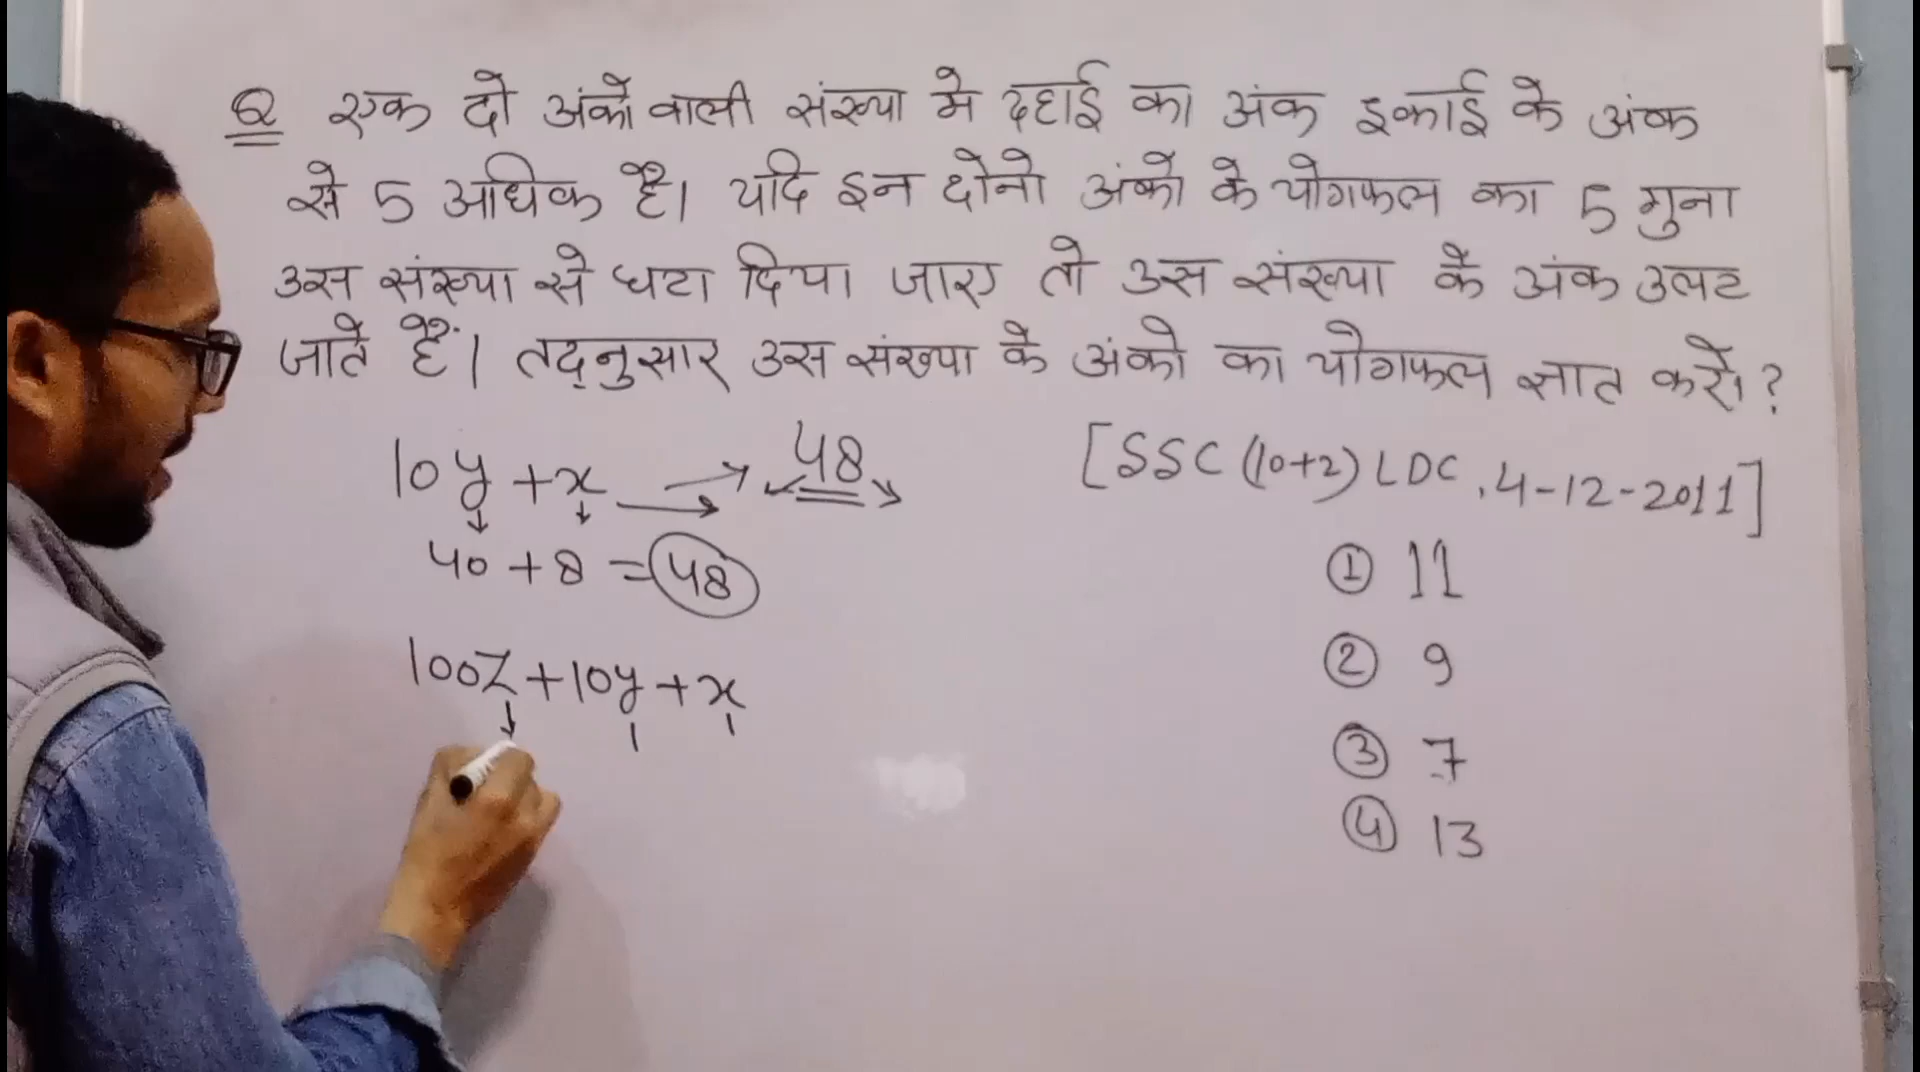 Q एक दो अंको वाली संख्या मे दहाई का अंक इकाई के अंक
से 5 अधिक है। यदि इन दोनो अंको के योगफल का 5 गुना
उस संख्या से घटा दिया जाए तो उस संख्या के अंक उलट
जाते हैं। तद्नुसार उस संख्या के अंको का योगफल ज्ञात करो?
10y + x → 48
[SSC (10+2) LDC, 4-12-2011]
40 + 8 = 48
100z + 10y + x
① 11
② 9
③ 7
④ 13